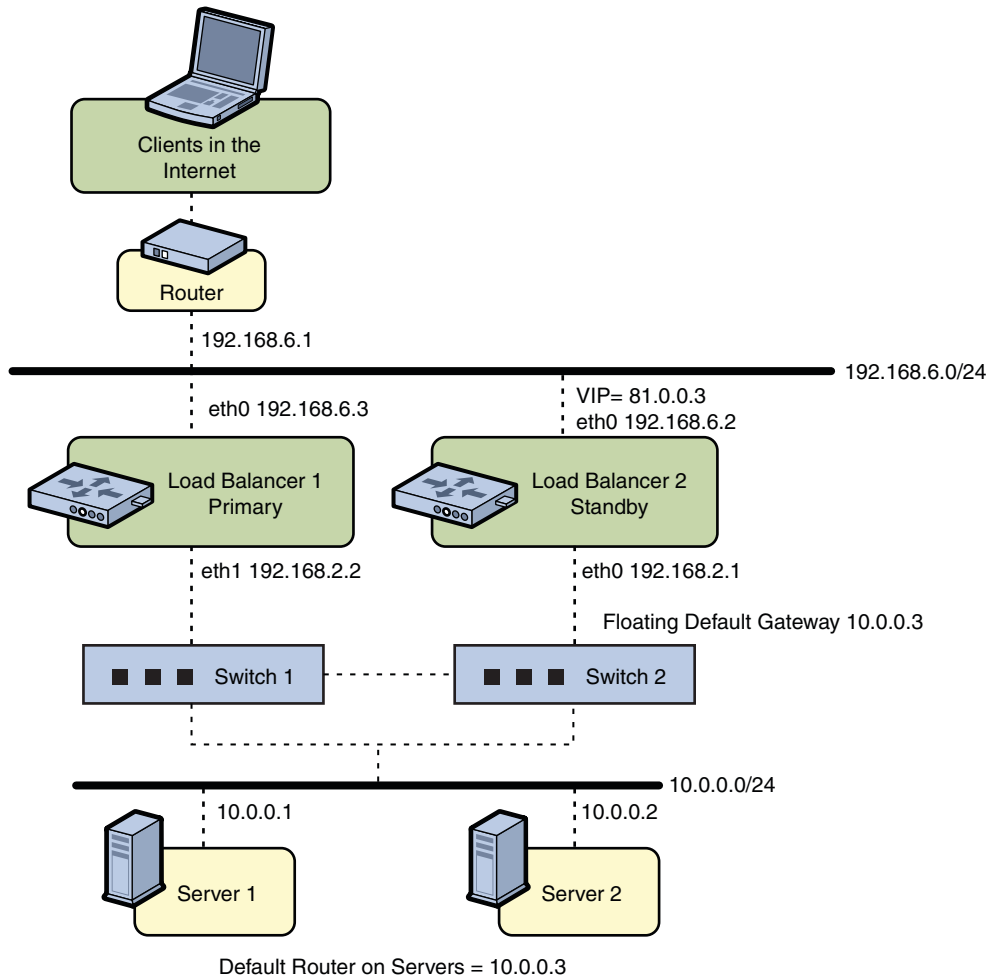 Clients in the
Internet
Router
192.168.6.1
192.168.6.0/24
eth0 192.168.6.3
VIP= 81.0.0.3
eth0 192.168.6.2
Load Balancer 1
Primary
Load Balancer 2
Standby
eth1 192.168.2.2
eth0 192.168.2.1
Floating Default Gateway 10.0.0.3
Switch 1
Switch 2
10.0.0.0/24
10.0.0.1
10.0.0.2
Server 1
Server 2
Default Router on Servers = 10.0.0.3